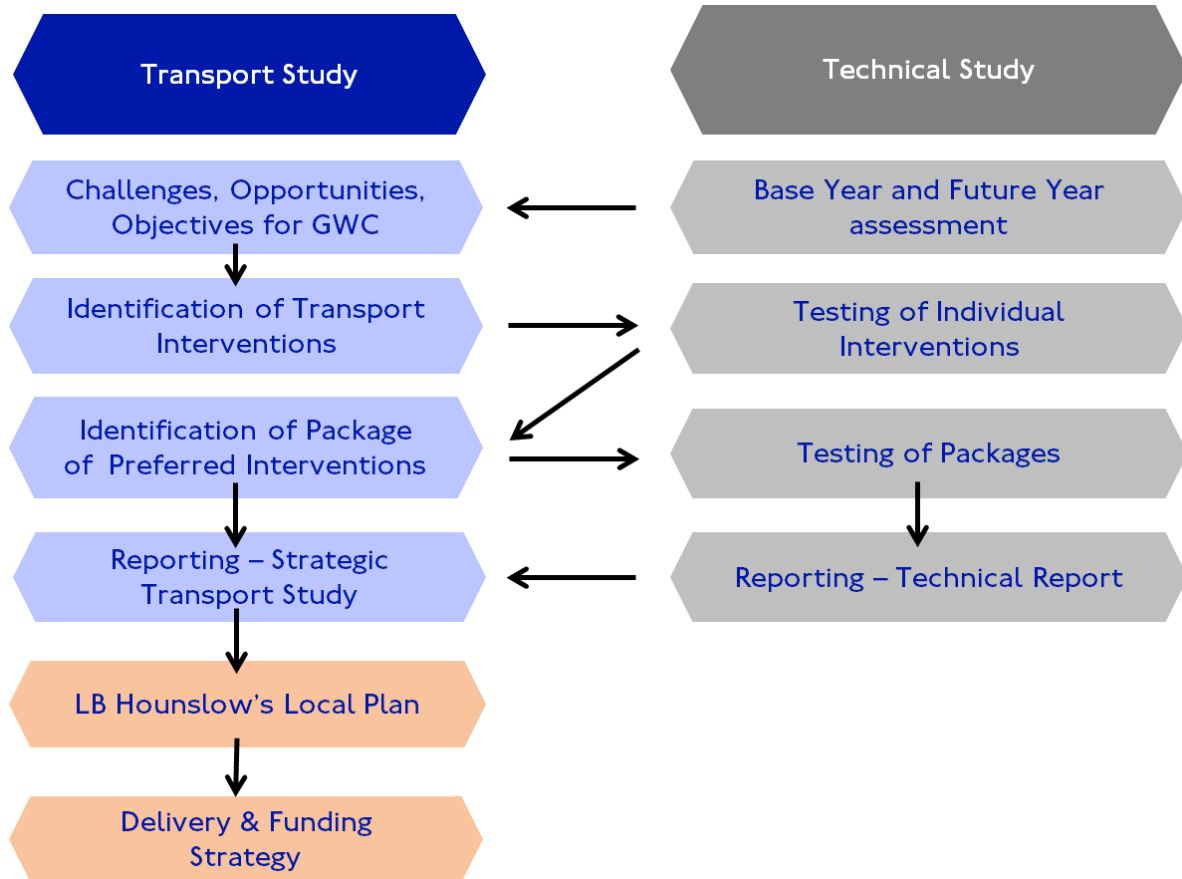 Transport Study
Technical Study
Challenges, Opportunities,
Objectives for GWC
Base Year and Future Year
assessment
Identification of Transport
Interventions
Testing of Individual
Interventions
Identification of Package
of Preferred Interventions
Testing of Packages
Reporting – Strategic
Transport Study
Reporting – Technical Report
LB Hounslow's Local Plan
Delivery & Funding
Strategy